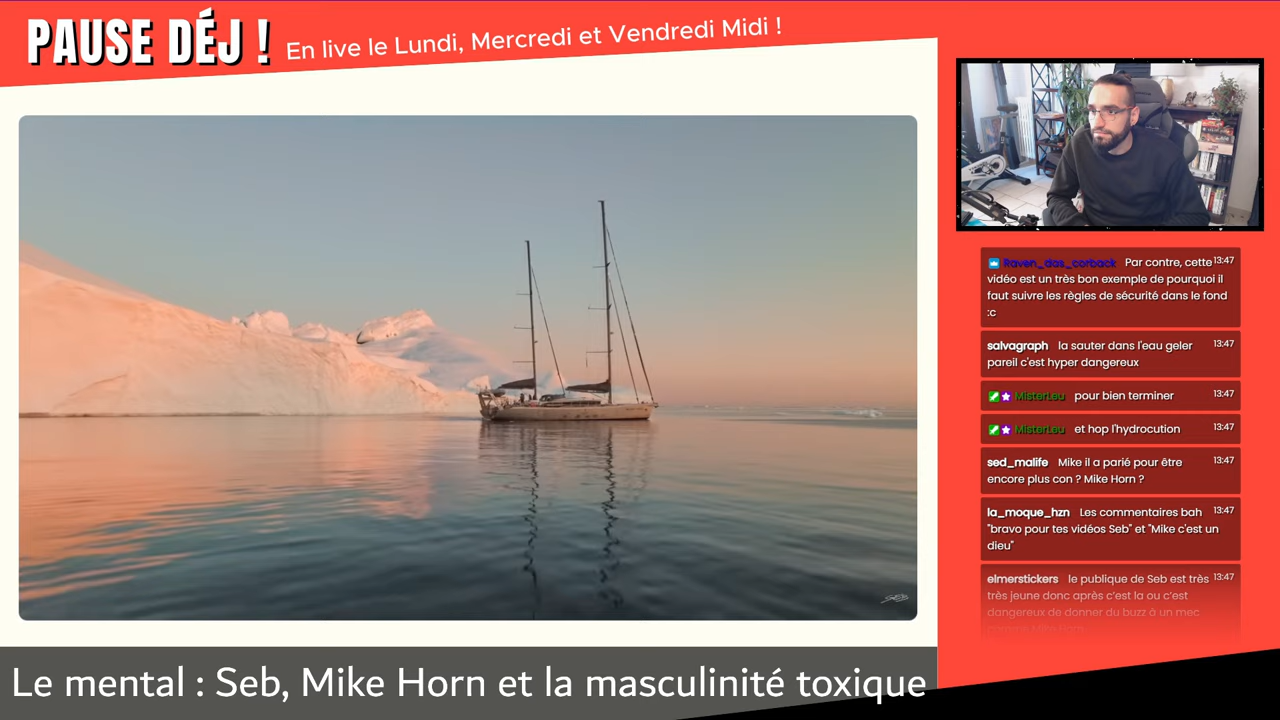 PAUSE DÉJ !
En live le Lundi, Mercredi et Vendredi Midi !
Raven_das_corback Par contre, cette 13:47
vidéo est un très bon exemple de pourquoi il
faut suivre les règles de sécurité dans le fond
:c
salvagraph la sauter dans l'eau geler 13:47
pareil c'est hyper dangereux
MisterLeu pour bien terminer 13:47
MisterLeu et hop l'hydrocution 13:47
sed_malife Mike il a parié pour être 13:47
encore plus con ? Mike Horn ?
la_moque_hzn Les commentaires bah 13:47
"bravo pour tes vidéos Seb" et "Mike c'est un
dieu"
elmerstickers le publique de Seb est très 13:47
très jeune donc après c'est la ou c'est
dangereux de donner du buzz à un mec
Le mental : Seb, Mike Horn et la masculinité toxique